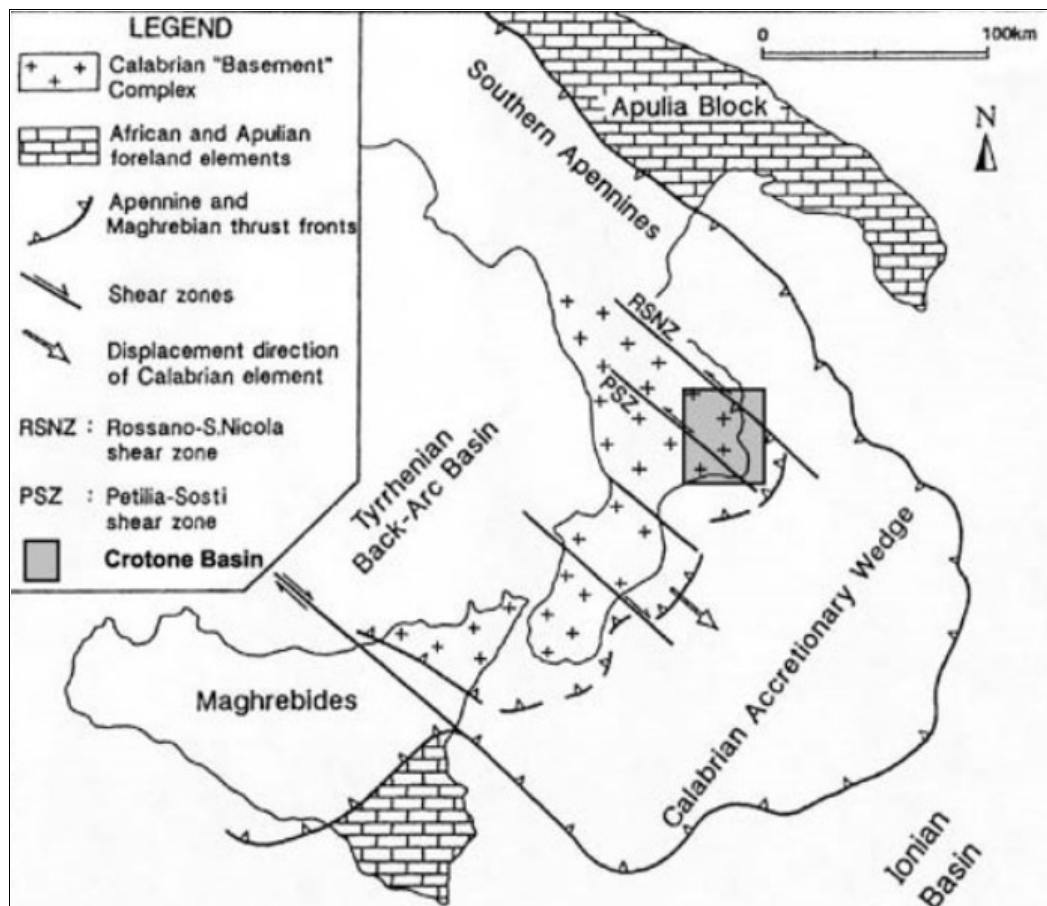 LEGEND
Calabrian "Basement"
Complex
African and Apulian
foreland elements
Apennine and
Maghrebian thrust fronts
Shear zones
Displacement direction
of Calabrian element
RSNZ : Rossano-S.Nicola
shear zone
PSZ : Petilia-Sosti
shear zone
Crotone Basin
0 100km
N
Apulia Block
Southern Apennines
RSNZ
PSZ
Tyrrhenian
Back-Arc Basin
Maghrebides
Calabrian Accretionary Wedge
Ionian
Basin